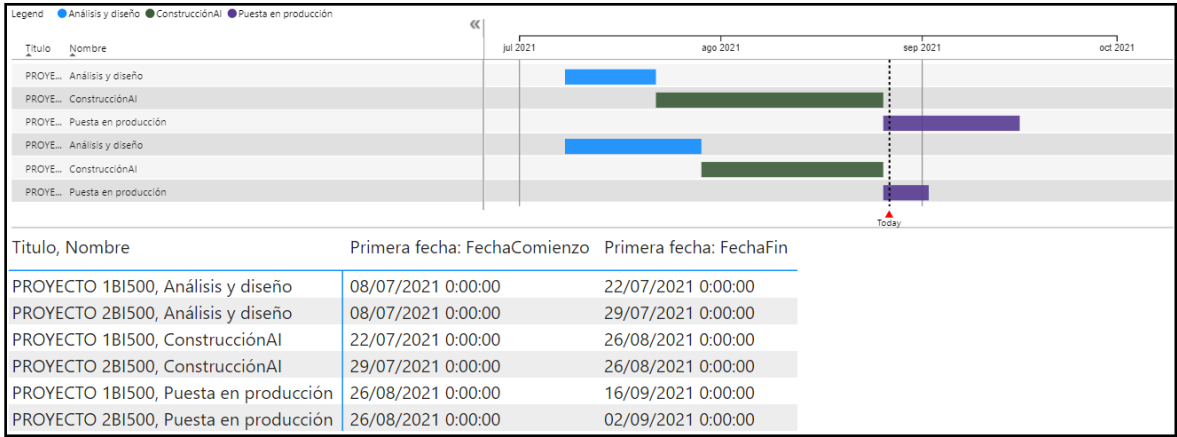 Legend Análisis y diseño ConstrucciónAI Puesta en producción
«
Título Nombre jul 2021 ago 2021 sep 2021 oct 2021
PROYE... Análisis y diseño
PROYE... ConstrucciónAI
PROYE... Puesta en producción
PROYE... Análisis y diseño
PROYE... ConstrucciónAI
PROYE... Puesta en producción
Today
Titulo, Nombre Primera fecha: FechaComienzo Primera fecha: FechaFin
PROYECTO 1BI500, Análisis y diseño 08/07/2021 0:00:00 22/07/2021 0:00:00
PROYECTO 2BI500, Análisis y diseño 08/07/2021 0:00:00 29/07/2021 0:00:00
PROYECTO 1BI500, ConstrucciónAI 22/07/2021 0:00:00 26/08/2021 0:00:00
PROYECTO 2BI500, ConstrucciónAI 29/07/2021 0:00:00 26/08/2021 0:00:00
PROYECTO 1BI500, Puesta en producción 26/08/2021 0:00:00 16/09/2021 0:00:00
PROYECTO 2BI500, Puesta en producción 26/08/2021 0:00:00 02/09/2021 0:00:00